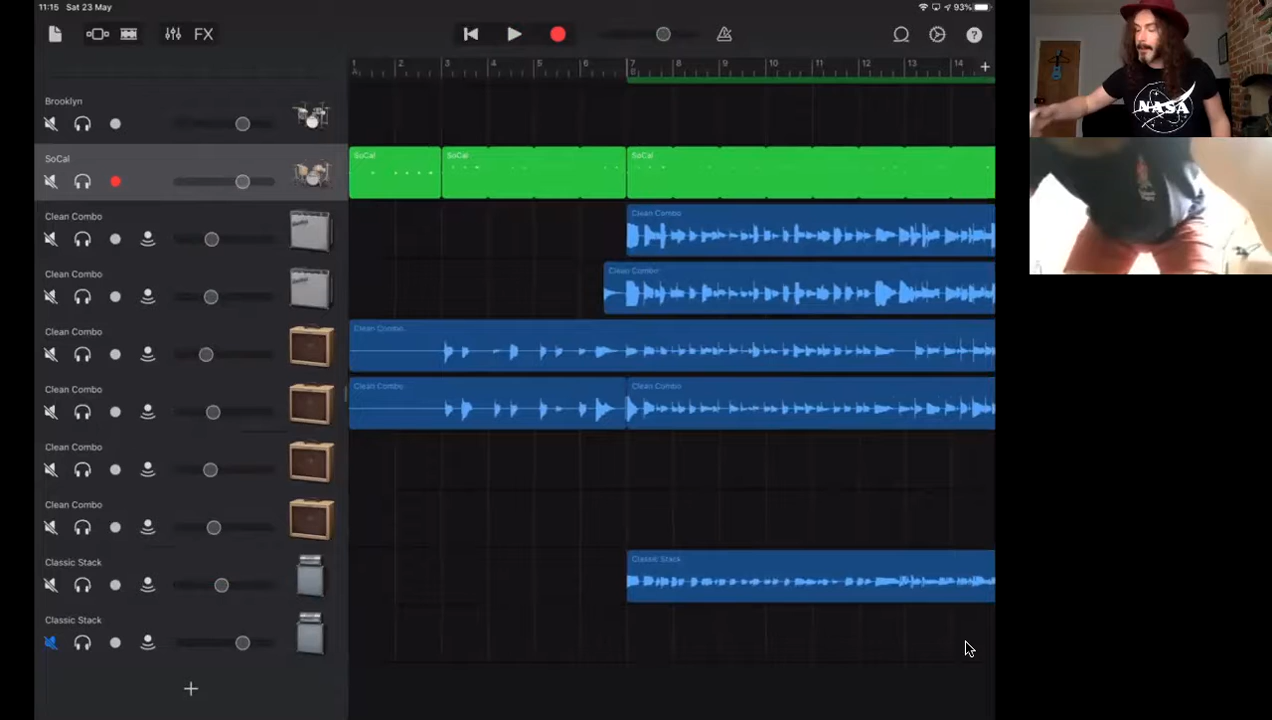 11:15 Sat 23 May
93%
FX
1 2 3 4 5 6 7 8 9 10 11 12 13 14
A B
Brooklyn
SoCal
SoCal SoCal SoCal
Clean Combo
Clean Combo
Clean Combo
Clean Combo
Clean Combo
Clean Combo
Clean Combo
Clean Combo Clean Combo
Clean Combo
Clean Combo
Classic Stack
Classic Stack
Classic Stack
NASA